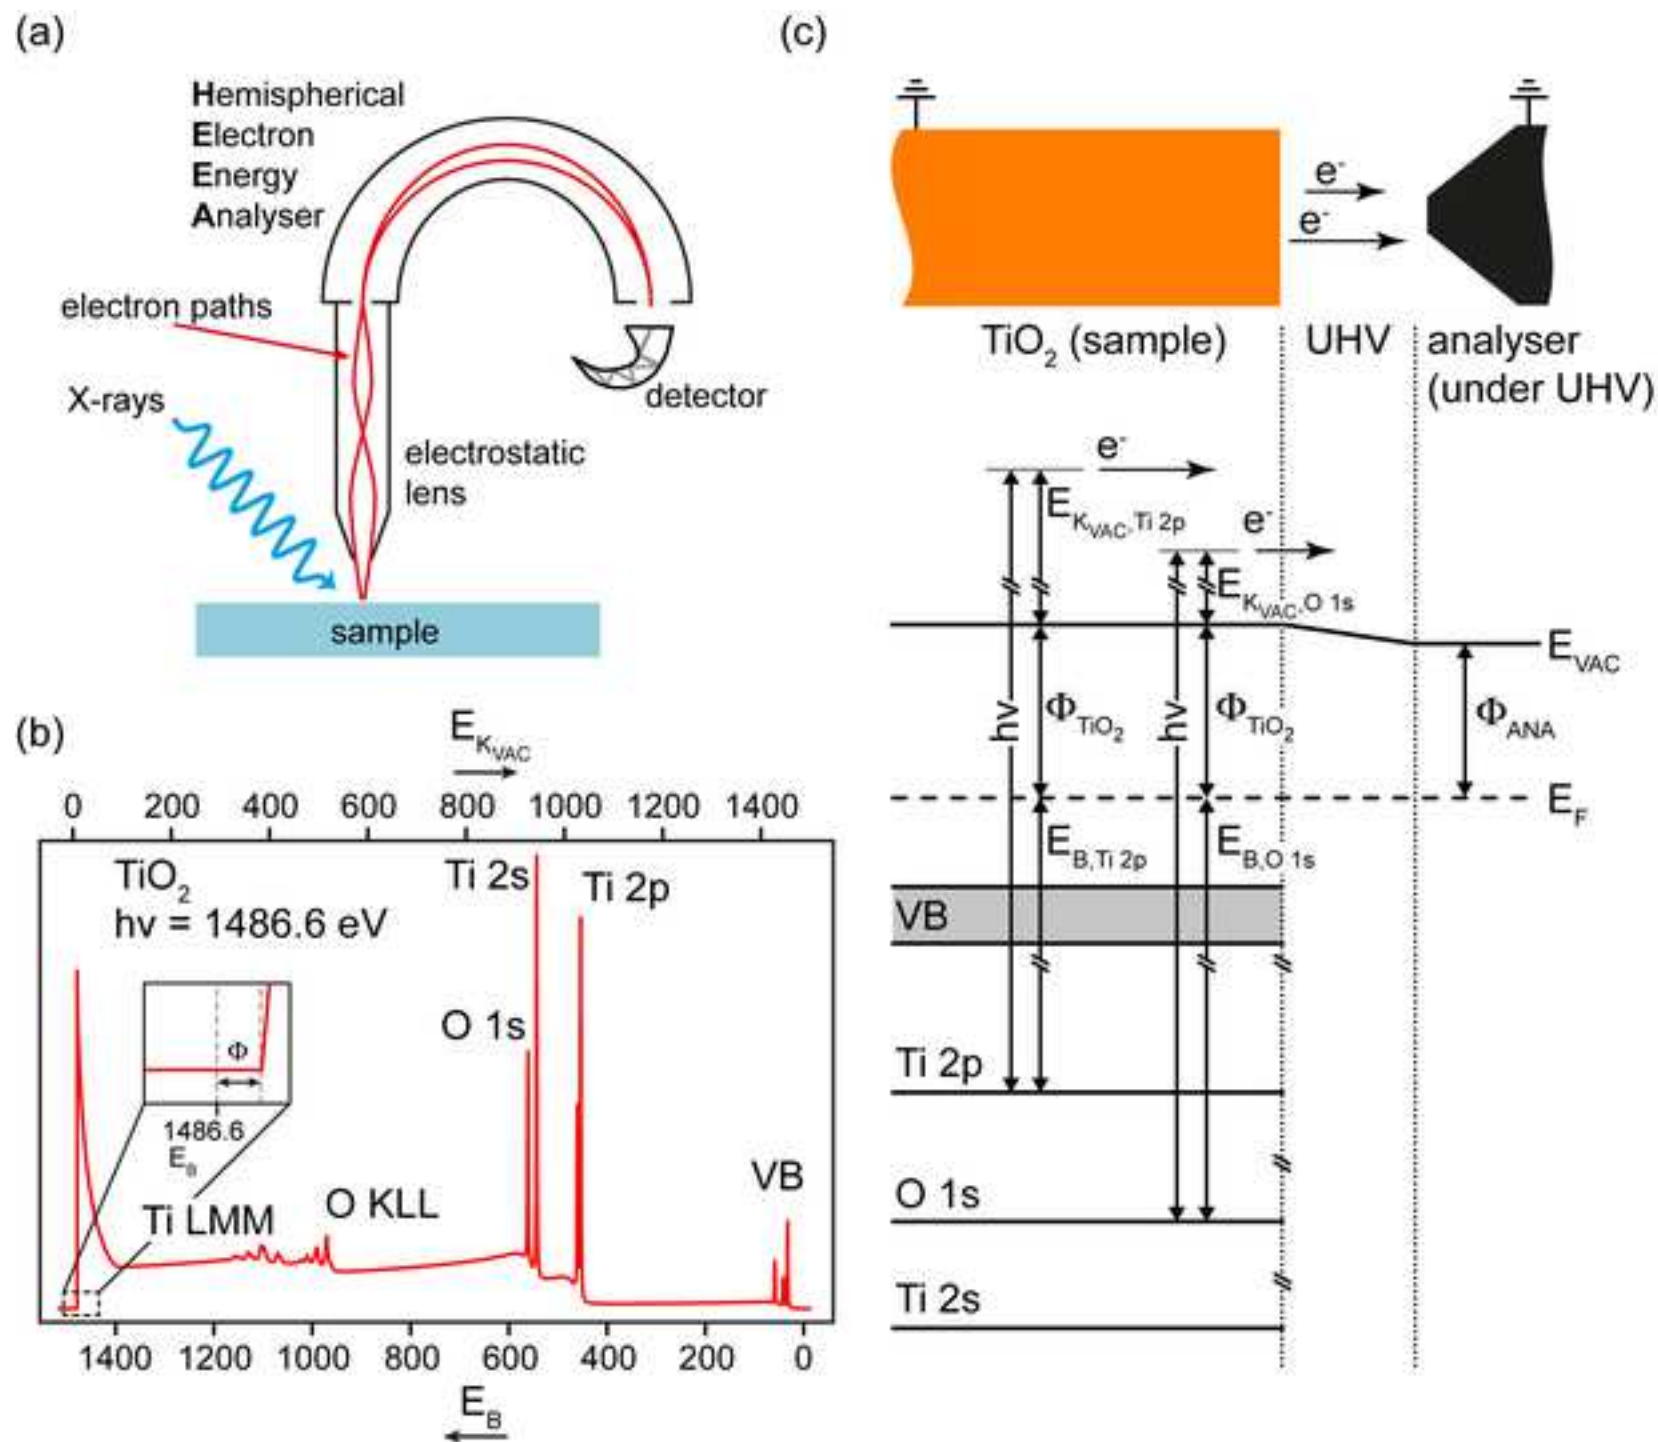 (a)
Hemispherical
Electron
Energy
Analyser
electron paths
X-rays
electrostatic
lens
detector
sample
(b)
E_KVAC
0 200 400 600 800 1000 1200 1400
TiO2
hν = 1486.6 eV
Φ
1486.6
E_B
Ti LMM
O KLL
O 1s
Ti 2s
Ti 2p
VB
1400 1200 1000 800 600 400 200 0
E_B
(c)
e-
e-
TiO2 (sample)
UHV
analyser
(under UHV)
e-
E_KVAC,Ti 2p
e-
E_KVAC,O 1s
E_VAC
hν
Φ_TiO2
hν
Φ_TiO2
Φ_ANA
E_F
E_B,Ti 2p
E_B,O 1s
VB
Ti 2p
O 1s
Ti 2s